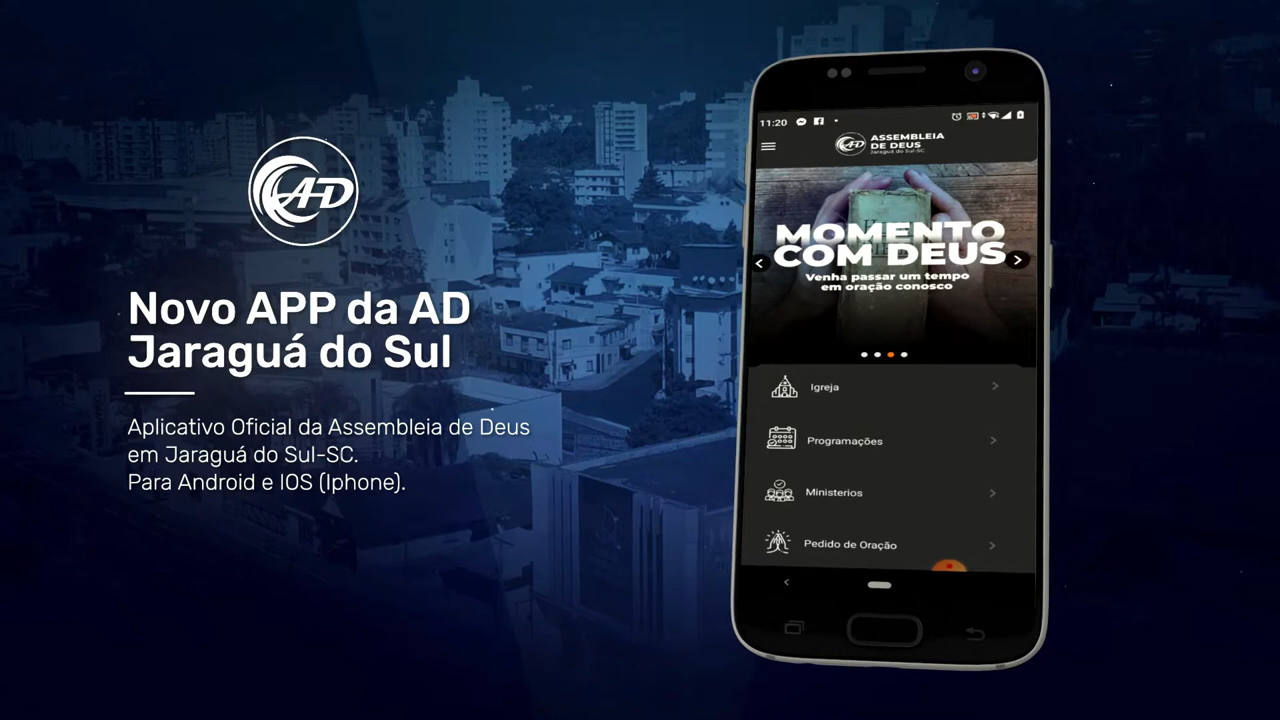 AD
Novo APP da AD
Jaraguá do Sul
Aplicativo Oficial da Assembleia de Deus
em Jaraguá do Sul-SC.
Para Android e IOS (Iphone).
11:20
AD
ASSEMBLEIA
DE DEUS
Jaraguá do Sul-SC
MOMENTO
COM DEUS
Venha passar um tempo
em oração conosco
Igreja
Programações
Ministerios
Pedido de Oração